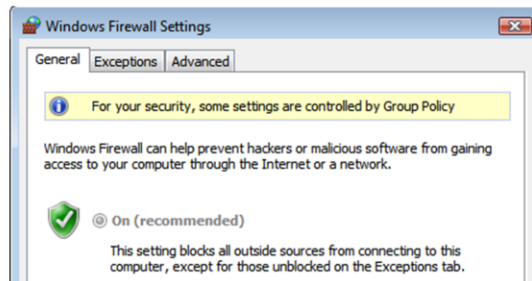 Windows Firewall Settings
General Exceptions Advanced
For your security, some settings are controlled by Group Policy
Windows Firewall can help prevent hackers or malicious software from gaining
access to your computer through the Internet or a network.
On (recommended)
This setting blocks all outside sources from connecting to this
computer, except for those unblocked on the Exceptions tab.